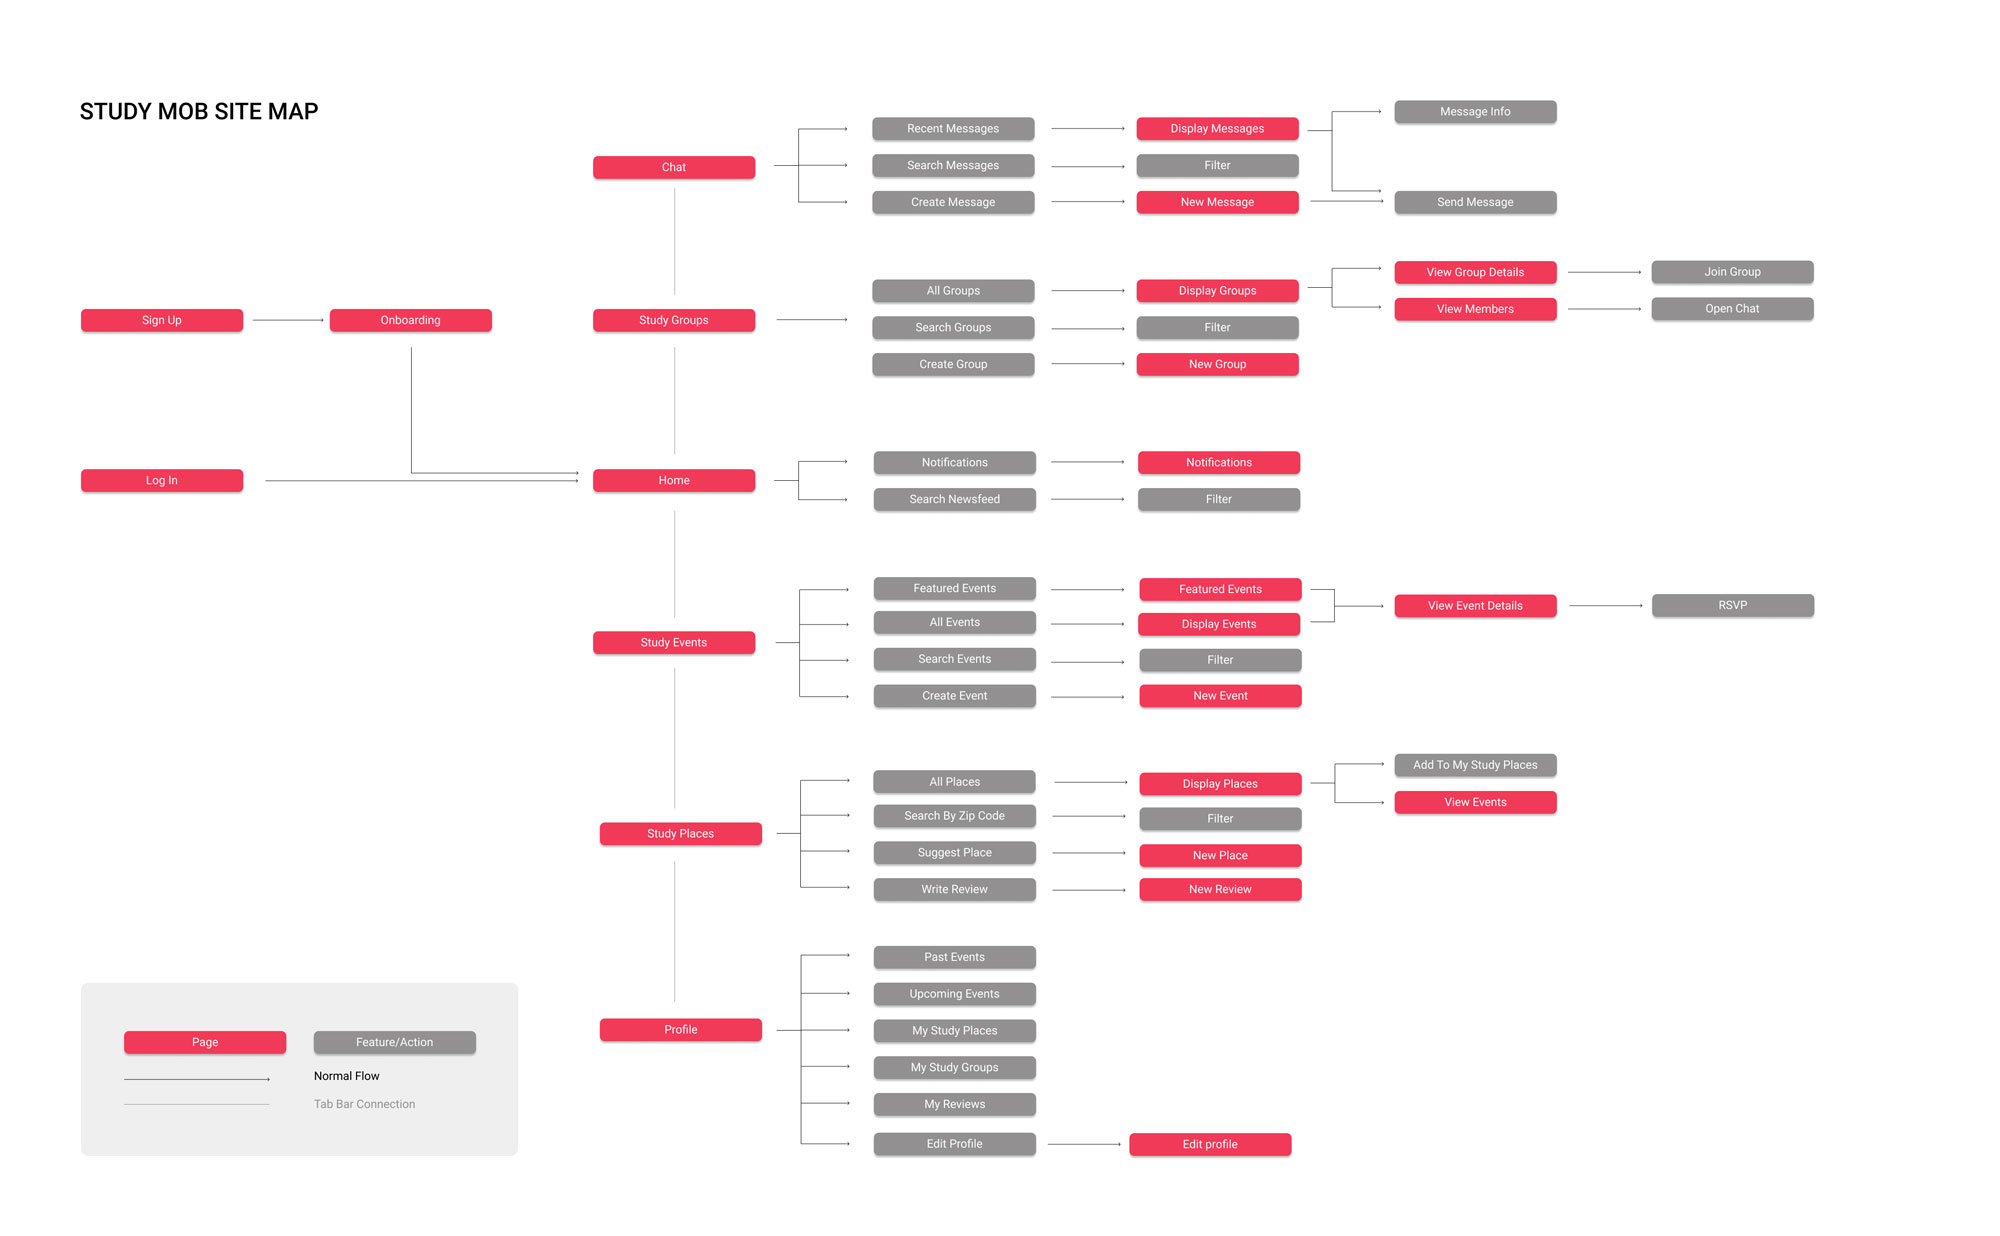 STUDY MOB SITE MAP
Chat
Recent Messages
Display Messages
Message Info
Search Messages
Filter
Create Message
New Message
Send Message
Sign Up
Onboarding
Study Groups
All Groups
Display Groups
View Group Details
Join Group
View Members
Open Chat
Search Groups
Filter
Create Group
New Group
Log In
Home
Notifications
Notifications
Search Newsfeed
Filter
Study Events
Featured Events
Featured Events
View Event Details
RSVP
All Events
Display Events
Search Events
Filter
Create Event
New Event
Study Places
All Places
Display Places
Add To My Study Places
View Events
Search By Zip Code
Filter
Suggest Place
New Place
Write Review
New Review
Profile
Past Events
Upcoming Events
My Study Places
My Study Groups
My Reviews
Edit Profile
Edit profile
Page
Feature/Action
Normal Flow
Tab Bar Connection